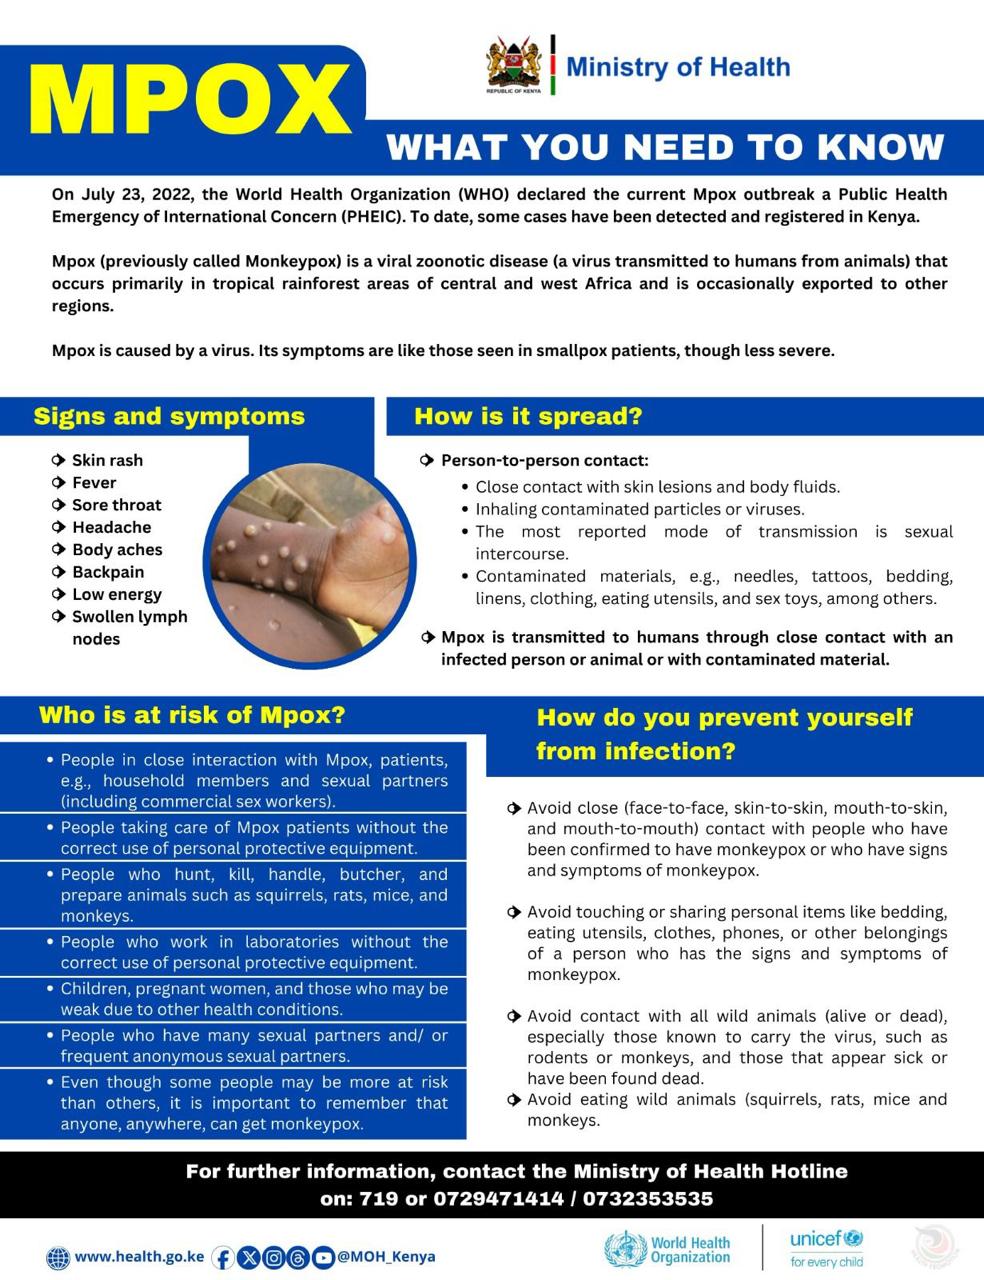 Ministry of Health
REPUBLIC OF KENYA
MPOX
WHAT YOU NEED TO KNOW
On July 23, 2022, the World Health Organization (WHO) declared the current Mpox outbreak a Public Health
Emergency of International Concern (PHEIC). To date, some cases have been detected and registered in Kenya.
Mpox (previously called Monkeypox) is a viral zoonotic disease (a virus transmitted to humans from animals) that
occurs primarily in tropical rainforest areas of central and west Africa and is occasionally exported to other
regions.
Mpox is caused by a virus. Its symptoms are like those seen in smallpox patients, though less severe.
Signs and symptoms
Skin rash
Fever
Sore throat
Headache
Body aches
Backpain
Low energy
Swollen lymph
nodes
How is it spread?
Person-to-person contact:
• Close contact with skin lesions and body fluids.
• Inhaling contaminated particles or viruses.
• The most reported mode of transmission is sexual
intercourse.
• Contaminated materials, e.g., needles, tattoos, bedding,
linens, clothing, eating utensils, and sex toys, among others.
Mpox is transmitted to humans through close contact with an
infected person or animal or with contaminated material.
Who is at risk of Mpox?
• People in close interaction with Mpox, patients,
e.g., household members and sexual partners
(including commercial sex workers).
• People taking care of Mpox patients without the
correct use of personal protective equipment.
• People who hunt, kill, handle, butcher, and
prepare animals such as squirrels, rats, mice, and
monkeys.
• People who work in laboratories without the
correct use of personal protective equipment.
• Children, pregnant women, and those who may be
weak due to other health conditions.
• People who have many sexual partners and/ or
frequent anonymous sexual partners.
• Even though some people may be more at risk
than others, it is important to remember that
anyone, anywhere, can get monkeypox.
How do you prevent yourself
from infection?
Avoid close (face-to-face, skin-to-skin, mouth-to-skin,
and mouth-to-mouth) contact with people who have
been confirmed to have monkeypox or who have signs
and symptoms of monkeypox.
Avoid touching or sharing personal items like bedding,
eating utensils, clothes, phones, or other belongings
of a person who has the signs and symptoms of
monkeypox.
Avoid contact with all wild animals (alive or dead),
especially those known to carry the virus, such as
rodents or monkeys, and those that appear sick or
have been found dead.
Avoid eating wild animals (squirrels, rats, mice and
monkeys.
For further information, contact the Ministry of Health Hotline
on: 719 or 0729471414 / 0732353535
www.health.go.ke
@MOH_Kenya
World Health
Organization
unicef
for every child